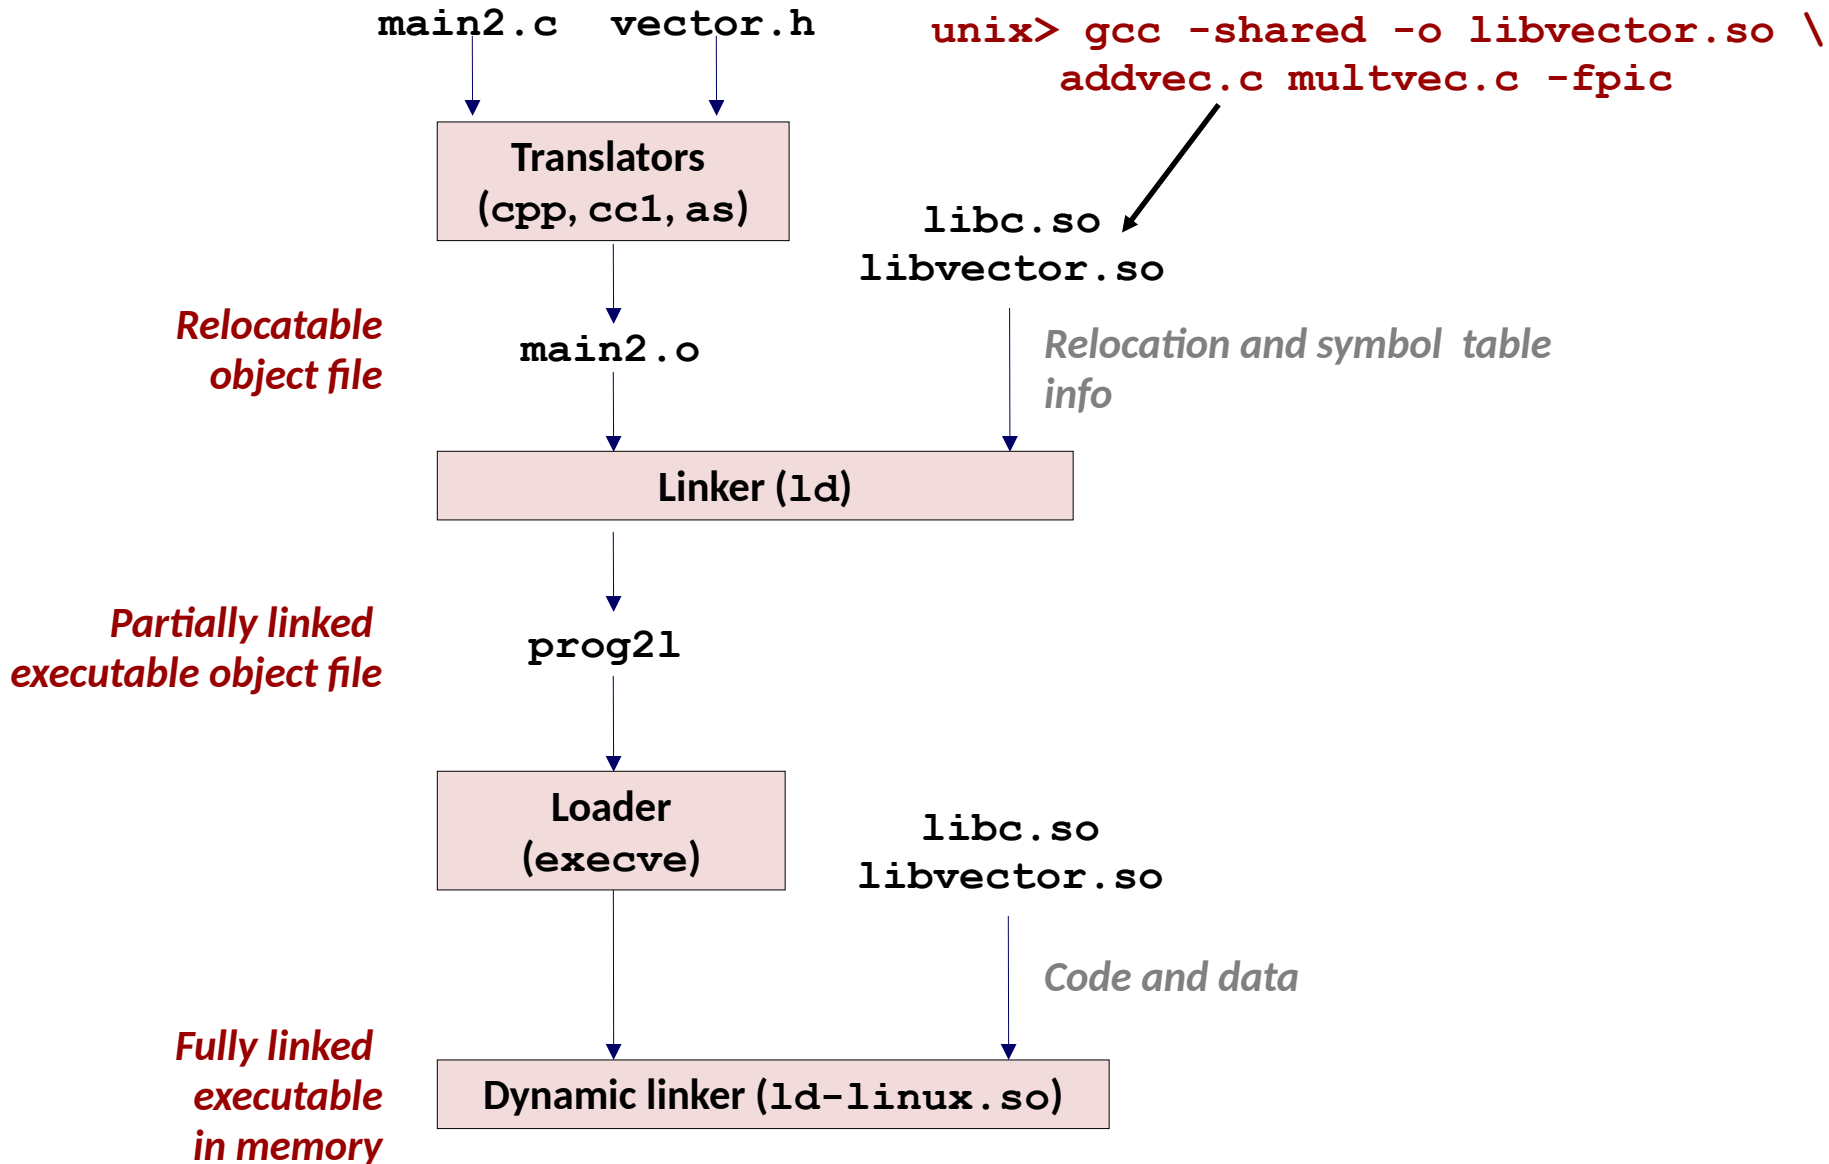 main2.c vector.h
unix> gcc -shared -o libvector.so \
addvec.c multvec.c -fpic
Translators
(cpp, cc1, as)
libc.so
libvector.so
Relocatable
object file
main2.o
Relocation and symbol table
info
Linker (ld)
Partially linked
executable object file
prog2l
Loader
(execve)
libc.so
libvector.so
Code and data
Fully linked
executable
in memory
Dynamic linker (ld-linux.so)